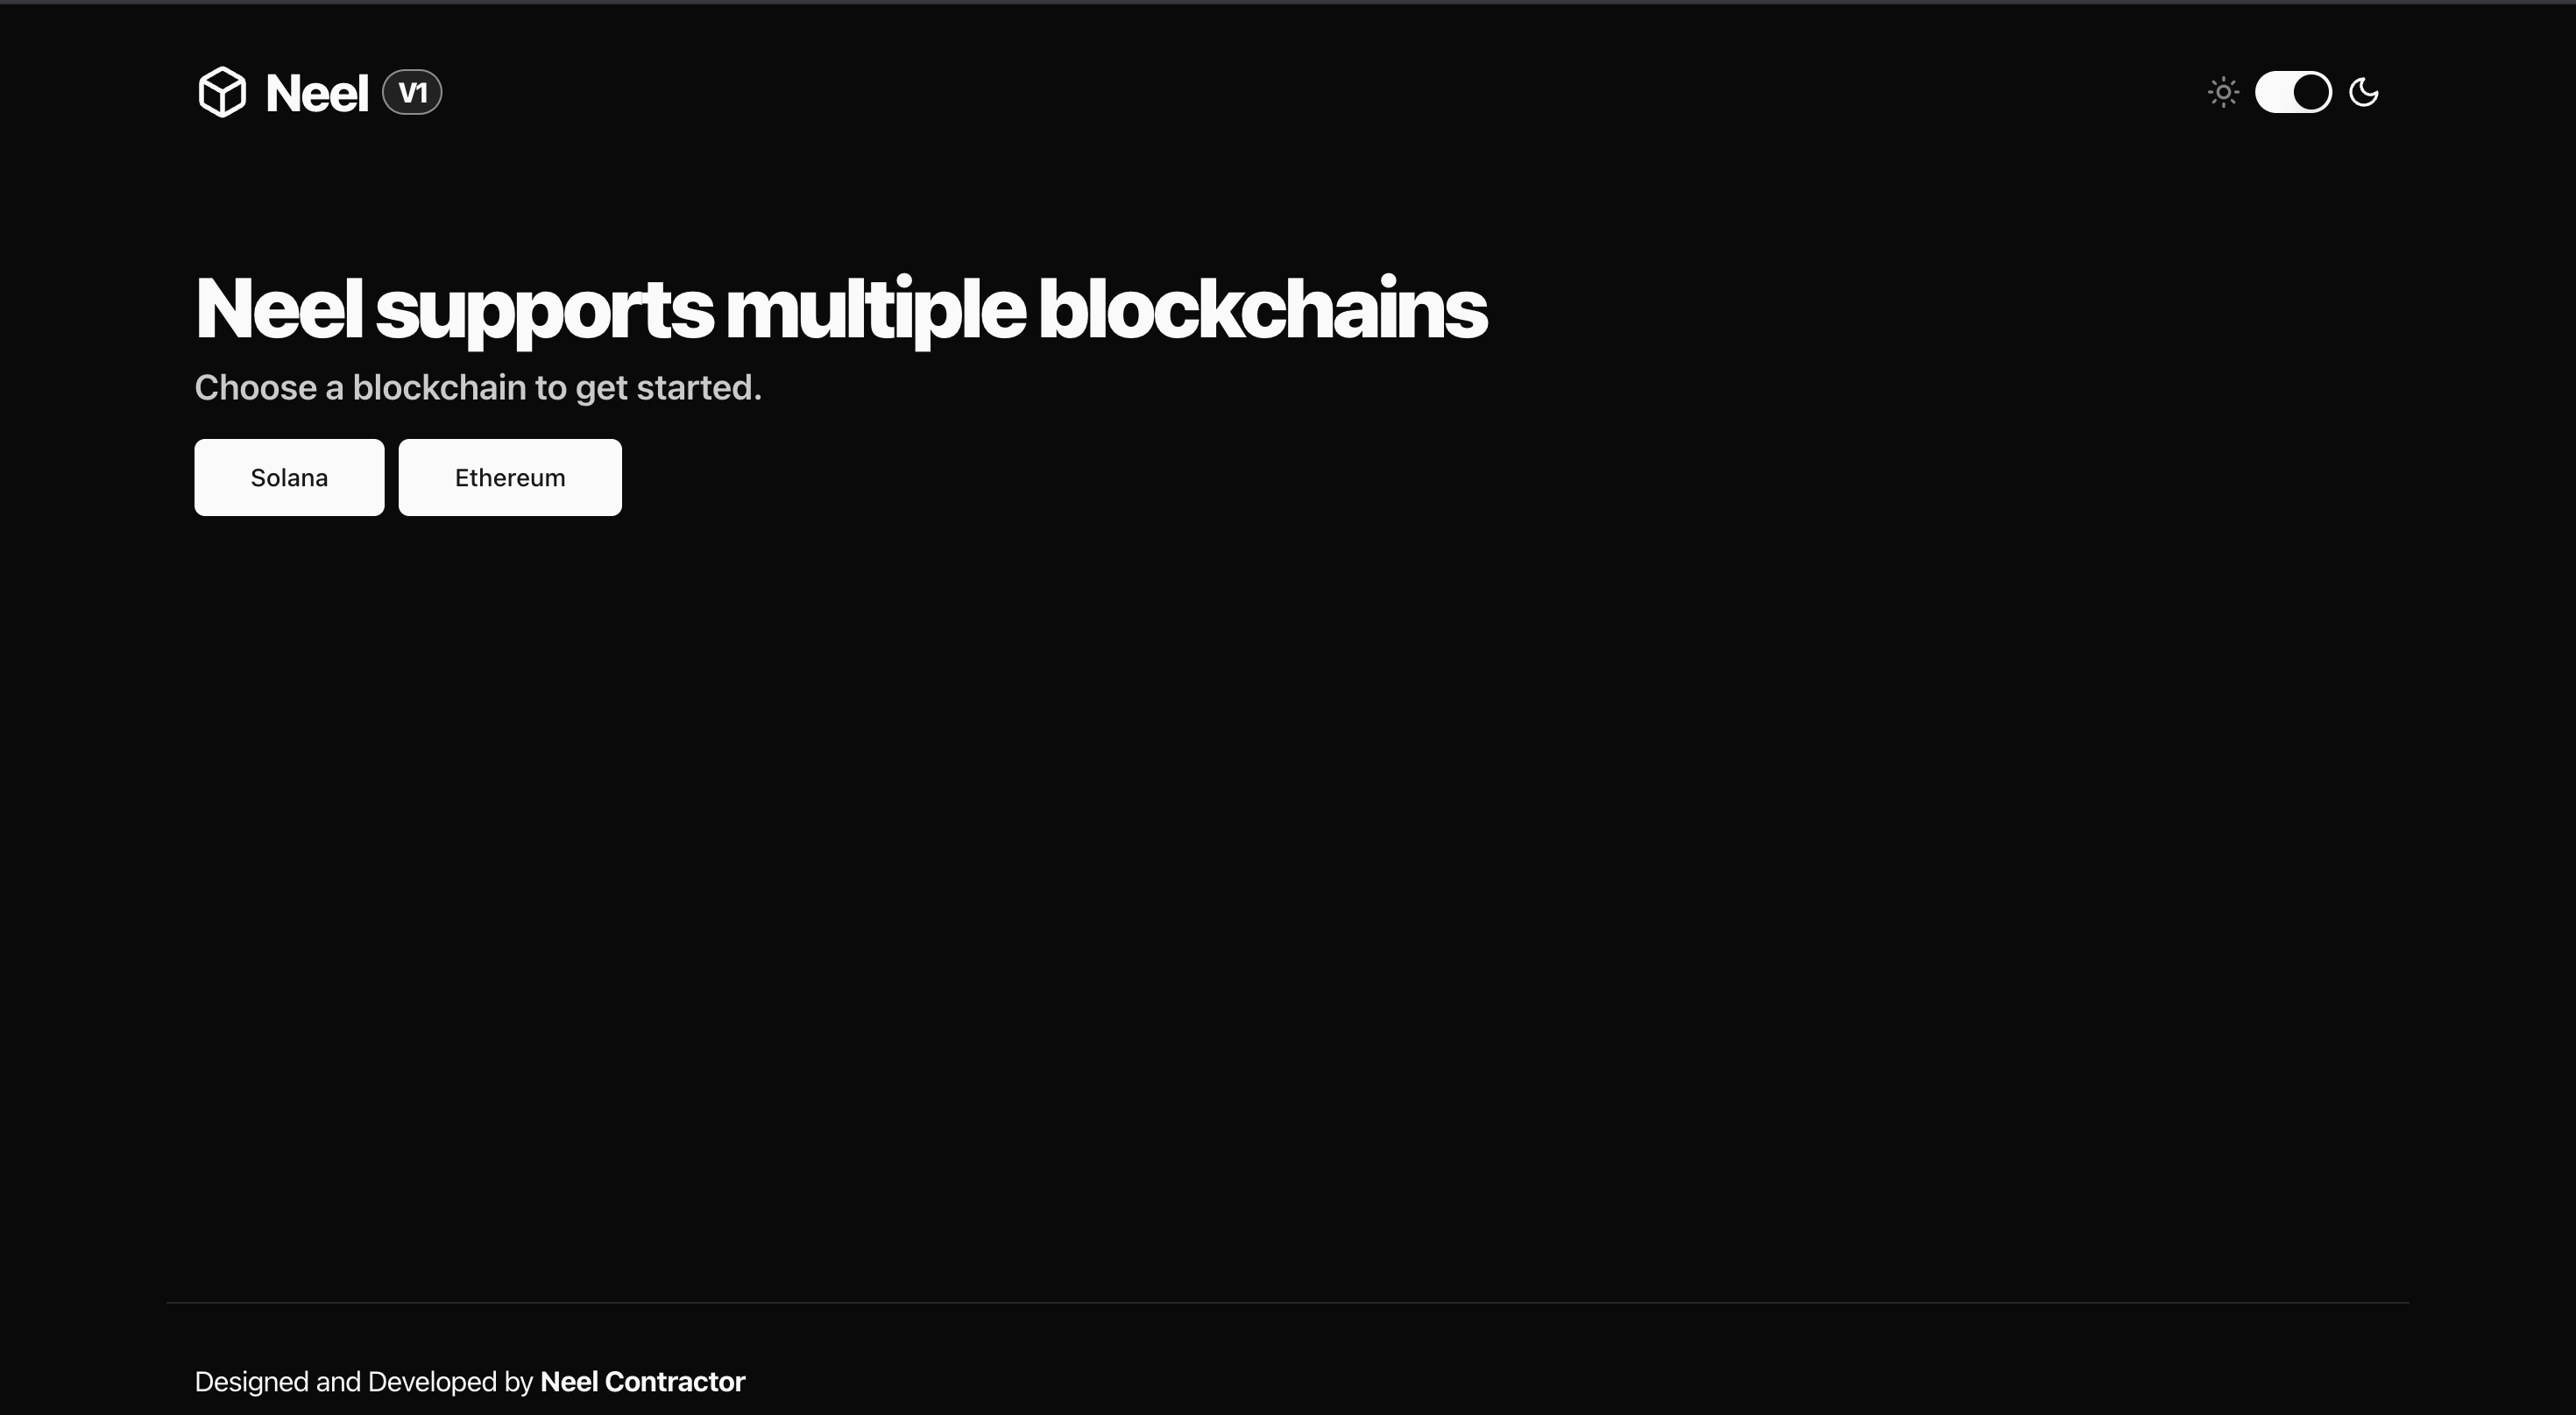 Neel V1
Neel supports multiple blockchains
Choose a blockchain to get started.
Solana Ethereum
Designed and Developed by Neel Contractor